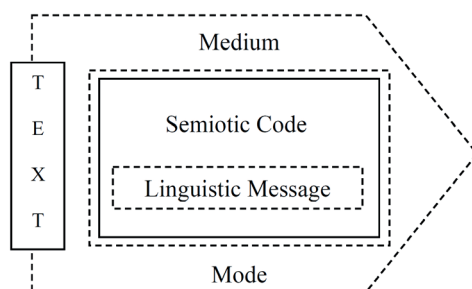 Medium
T
E
X
T
Semiotic Code
Linguistic Message
Mode